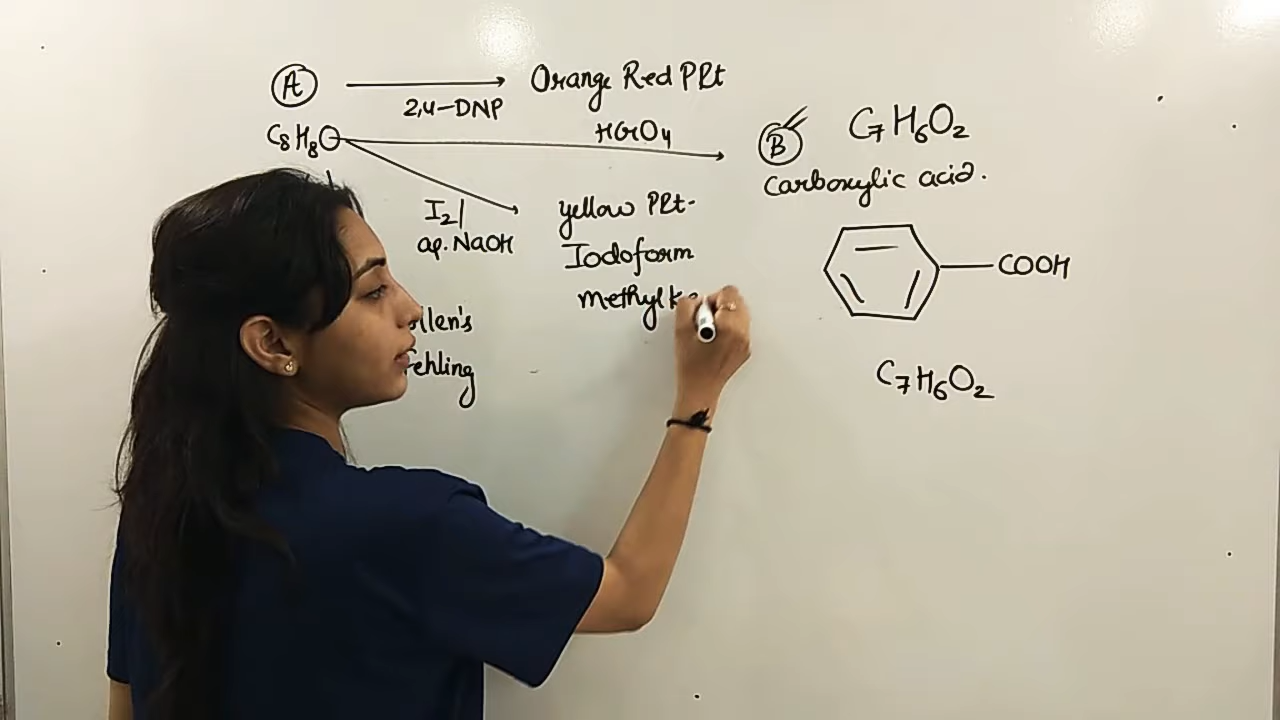 A
2,4-DNP
Orange Red PPt
C8H8O
HCrO4
B
C7H6O2
Carboxylic acid.
I2/
aq. NaOH
yellow PPt-
Iodoform
COOH
C7H6O2